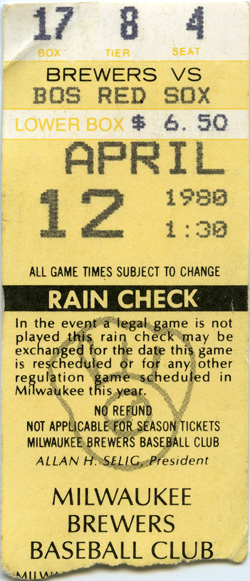 17 8 4
BOX TIER SEAT
BREWERS VS
BOS RED SOX
LOWER BOX $ 6.50
APRIL
12 1980
1:30
ALL GAME TIMES SUBJECT TO CHANGE
RAIN CHECK
In the event a legal game is not
played this rain check may be
exchanged for the date this game
is rescheduled or for any other
regulation game scheduled in
Milwaukee this year.
NO REFUND
NOT APPLICABLE FOR SEASON TICKETS
MILWAUKEE BREWERS BASEBALL CLUB
ALLAN H. SELIG, President
MILWAUKEE
BREWERS
BASEBALL CLUB